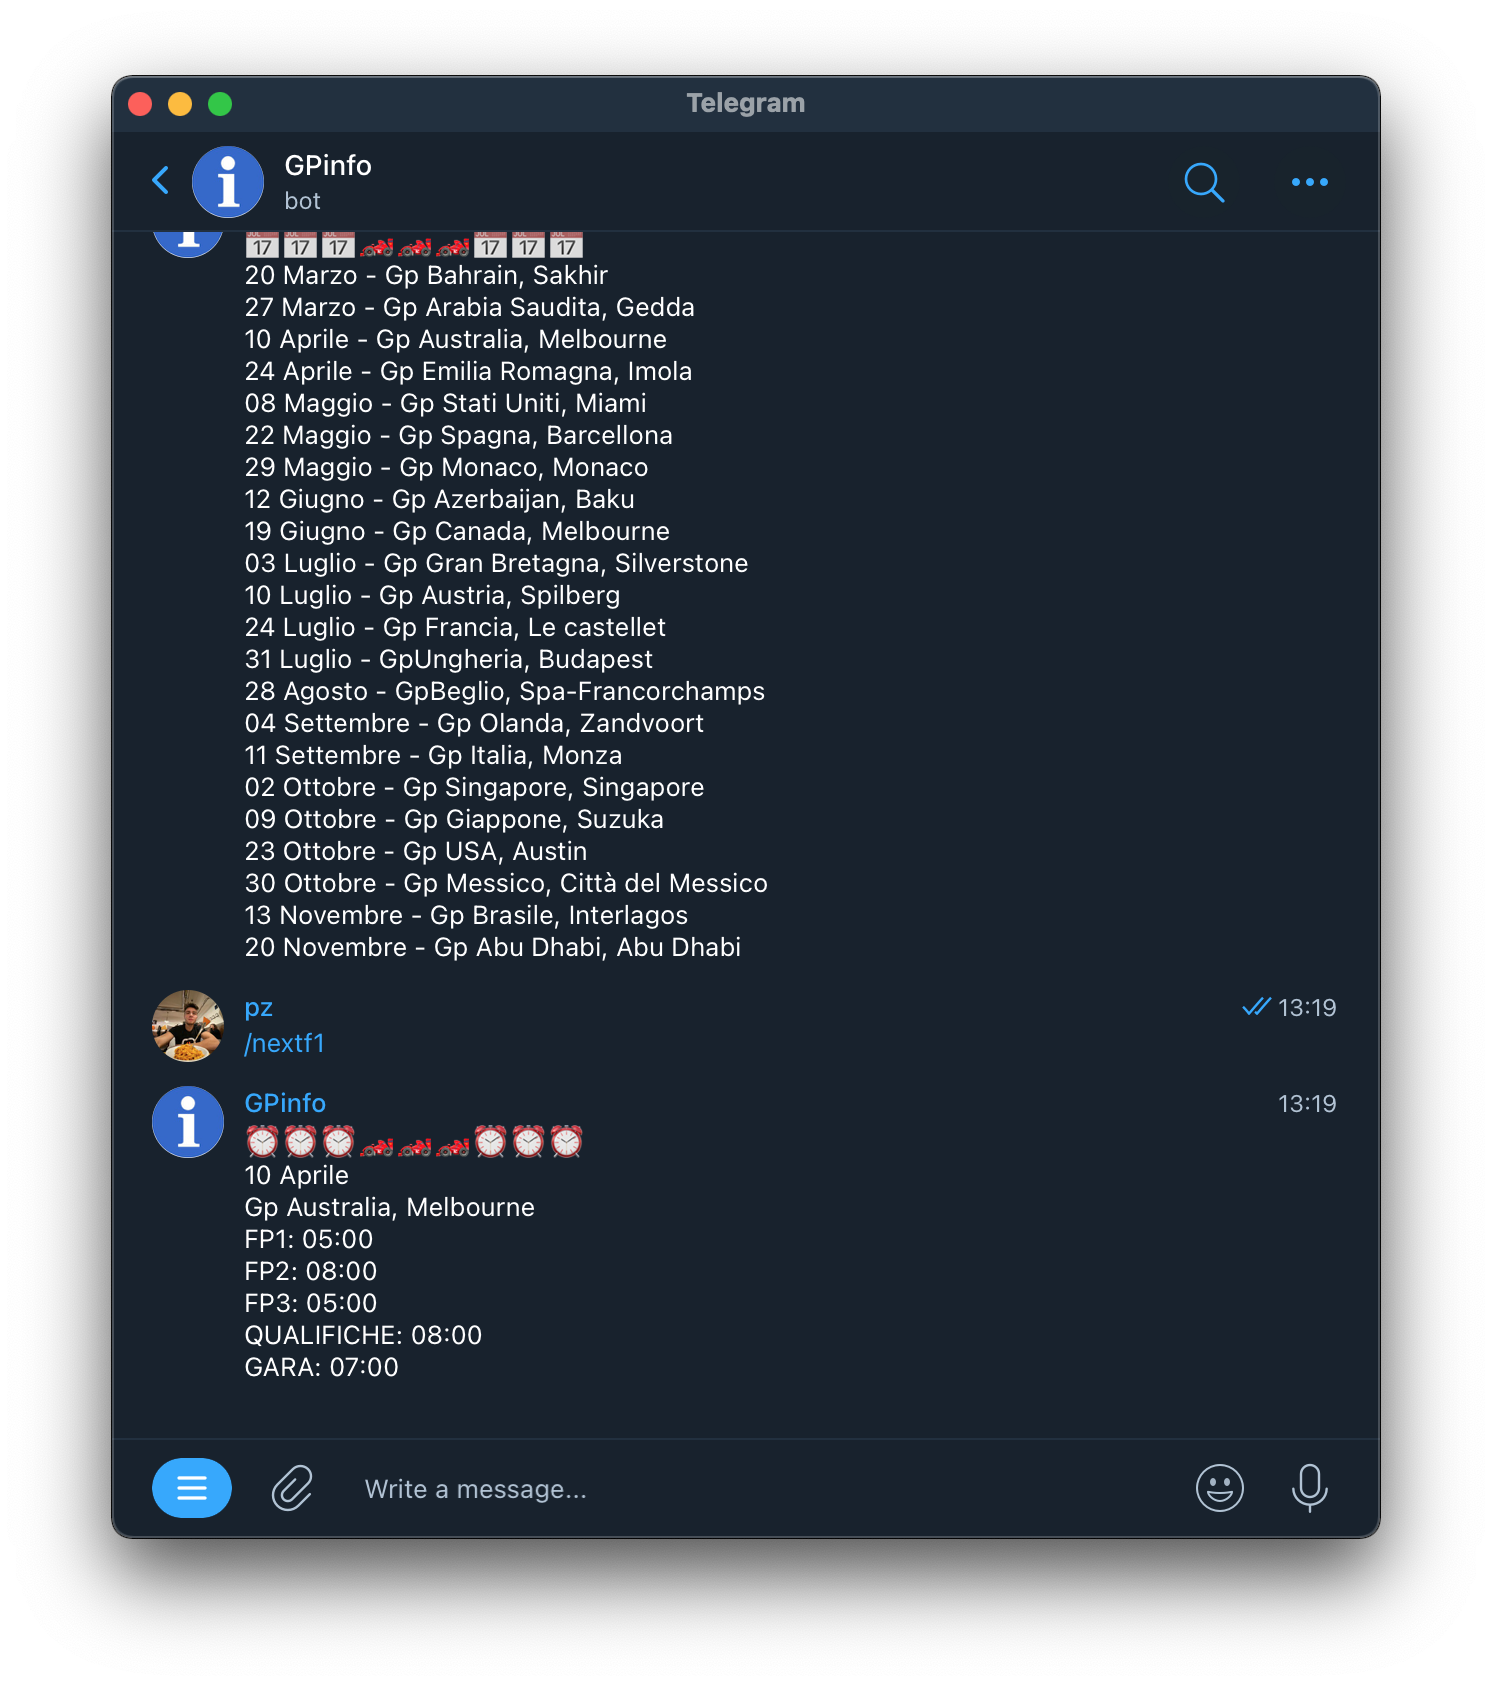 Telegram
GPinfo
bot
20 Marzo - Gp Bahrain, Sakhir
27 Marzo - Gp Arabia Saudita, Gedda
10 Aprile - Gp Australia, Melbourne
24 Aprile - Gp Emilia Romagna, Imola
08 Maggio - Gp Stati Uniti, Miami
22 Maggio - Gp Spagna, Barcellona
29 Maggio - Gp Monaco, Monaco
12 Giugno - Gp Azerbaijan, Baku
19 Giugno - Gp Canada, Melbourne
03 Luglio - Gp Gran Bretagna, Silverstone
10 Luglio - Gp Austria, Spilberg
24 Luglio - Gp Francia, Le castellet
31 Luglio - GpUngheria, Budapest
28 Agosto - GpBeglio, Spa-Francorchamps
04 Settembre - Gp Olanda, Zandvoort
11 Settembre - Gp Italia, Monza
02 Ottobre - Gp Singapore, Singapore
09 Ottobre - Gp Giappone, Suzuka
23 Ottobre - Gp USA, Austin
30 Ottobre - Gp Messico, Città del Messico
13 Novembre - Gp Brasile, Interlagos
20 Novembre - Gp Abu Dhabi, Abu Dhabi
pz 13:19
/nextf1
GPinfo 13:19
10 Aprile
Gp Australia, Melbourne
FP1: 05:00
FP2: 08:00
FP3: 05:00
QUALIFICHE: 08:00
GARA: 07:00
Write a message...